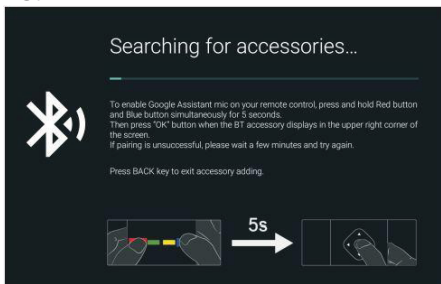 Searching for accessories...
To enable Google Assistant mic on your remote control, press and hold Red button
and Blue button simultaneously for 5 seconds.
Then press "OK" button when the BT accessory displays in the upper right corner of
the screen.
If pairing is unsuccessful, please wait a few minutes and try again.
Press BACK key to exit accessory adding.
5s